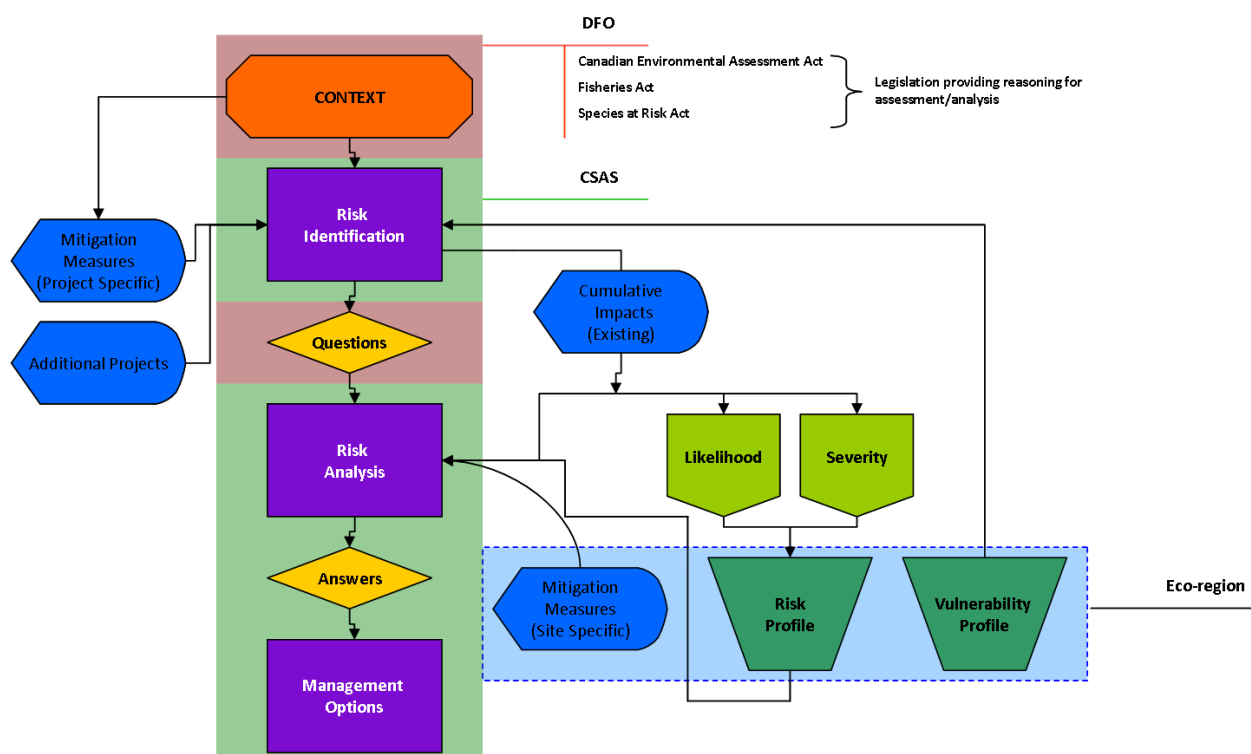 DFO
Canadian Environmental Assessment Act
Fisheries Act
Species at Risk Act
Legislation providing reasoning for
assessment/analysis
CONTEXT
CSAS
Risk
Identification
Mitigation
Measures
(Project Specific)
Cumulative
Impacts
(Existing)
Questions
Additional Projects
Risk
Analysis
Likelihood
Severity
Answers
Mitigation
Measures
(Site Specific)
Risk
Profile
Vulnerability
Profile
Eco-region
Management
Options